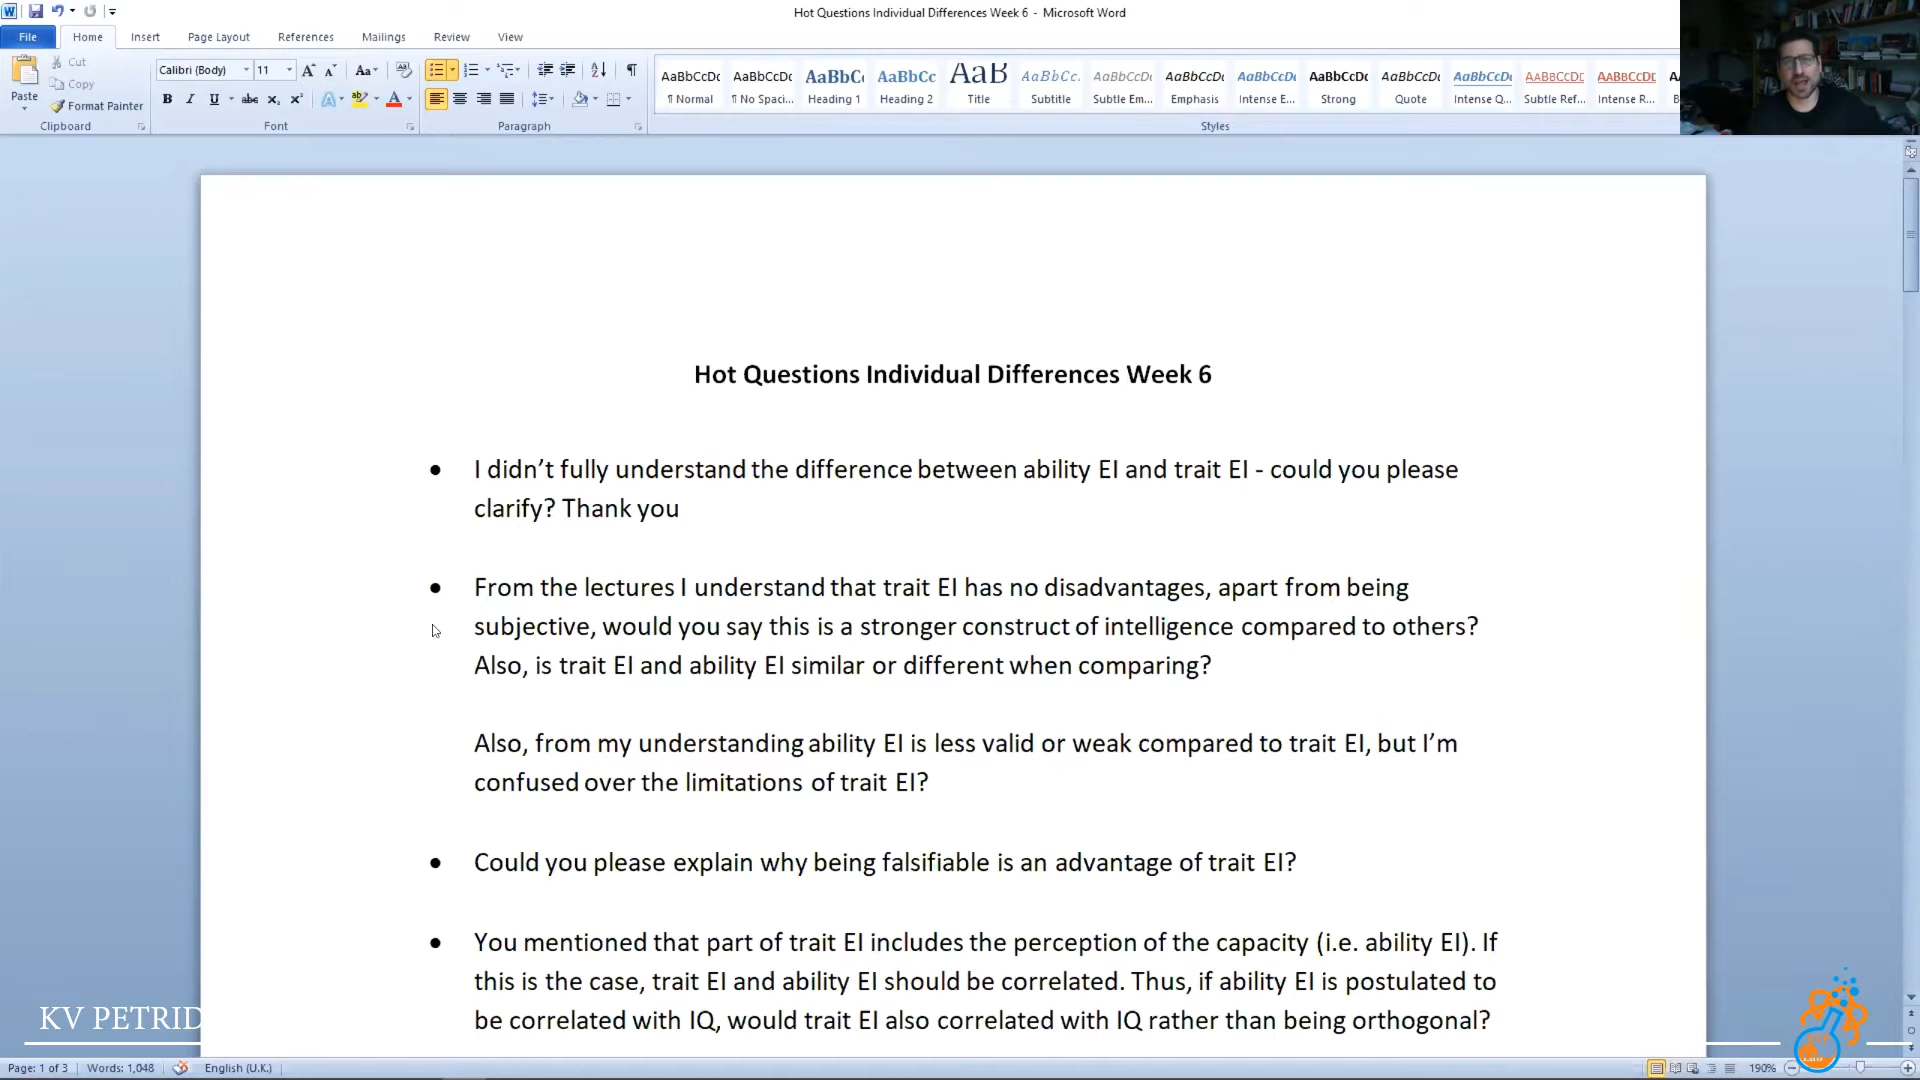 Hot Questions Individual Differences Week 6 - Microsoft Word
File Home Insert Page Layout References Mailings Review View
Paste
Cut
Copy
Format Painter
Clipboard
Calibri (Body) 11
Font
Paragraph
AaBbCcDc AaBbCcDc AaBbCc AaBbCc AaB AaBbCc. AaBbCcDc AaBbCcDc AaBbCcDc AaBbCcDc AaBbCcDc AaBbCcDc AaBbCcDc AaBbCcDc
¶ Normal ¶ No Spaci... Heading 1 Heading 2 Title Subtitle Subtle Em... Emphasis Intense E... Strong Quote Intense Q... Subtle Ref... Intense R...
Styles
Hot Questions Individual Differences Week 6
• I didn’t fully understand the difference between ability EI and trait EI - could you please
clarify? Thank you
• From the lectures I understand that trait EI has no disadvantages, apart from being
subjective, would you say this is a stronger construct of intelligence compared to others?
Also, is trait EI and ability EI similar or different when comparing?
Also, from my understanding ability EI is less valid or weak compared to trait EI, but I’m
confused over the limitations of trait EI?
• Could you please explain why being falsifiable is an advantage of trait EI?
• You mentioned that part of trait EI includes the perception of the capacity (i.e. ability EI). If
this is the case, trait EI and ability EI should be correlated. Thus, if ability EI is postulated to
be correlated with IQ, would trait EI also correlated with IQ rather than being orthogonal?
KV PETRID
Page: 1 of 3 Words: 1,048 English (U.K.) 190%